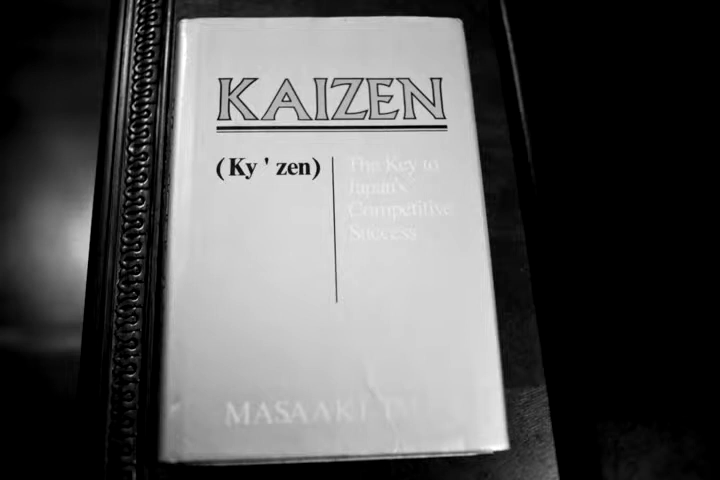 KAIZEN
(Ky ' zen)
The Key to
Japan's
Competitive
Success
MASAAKI